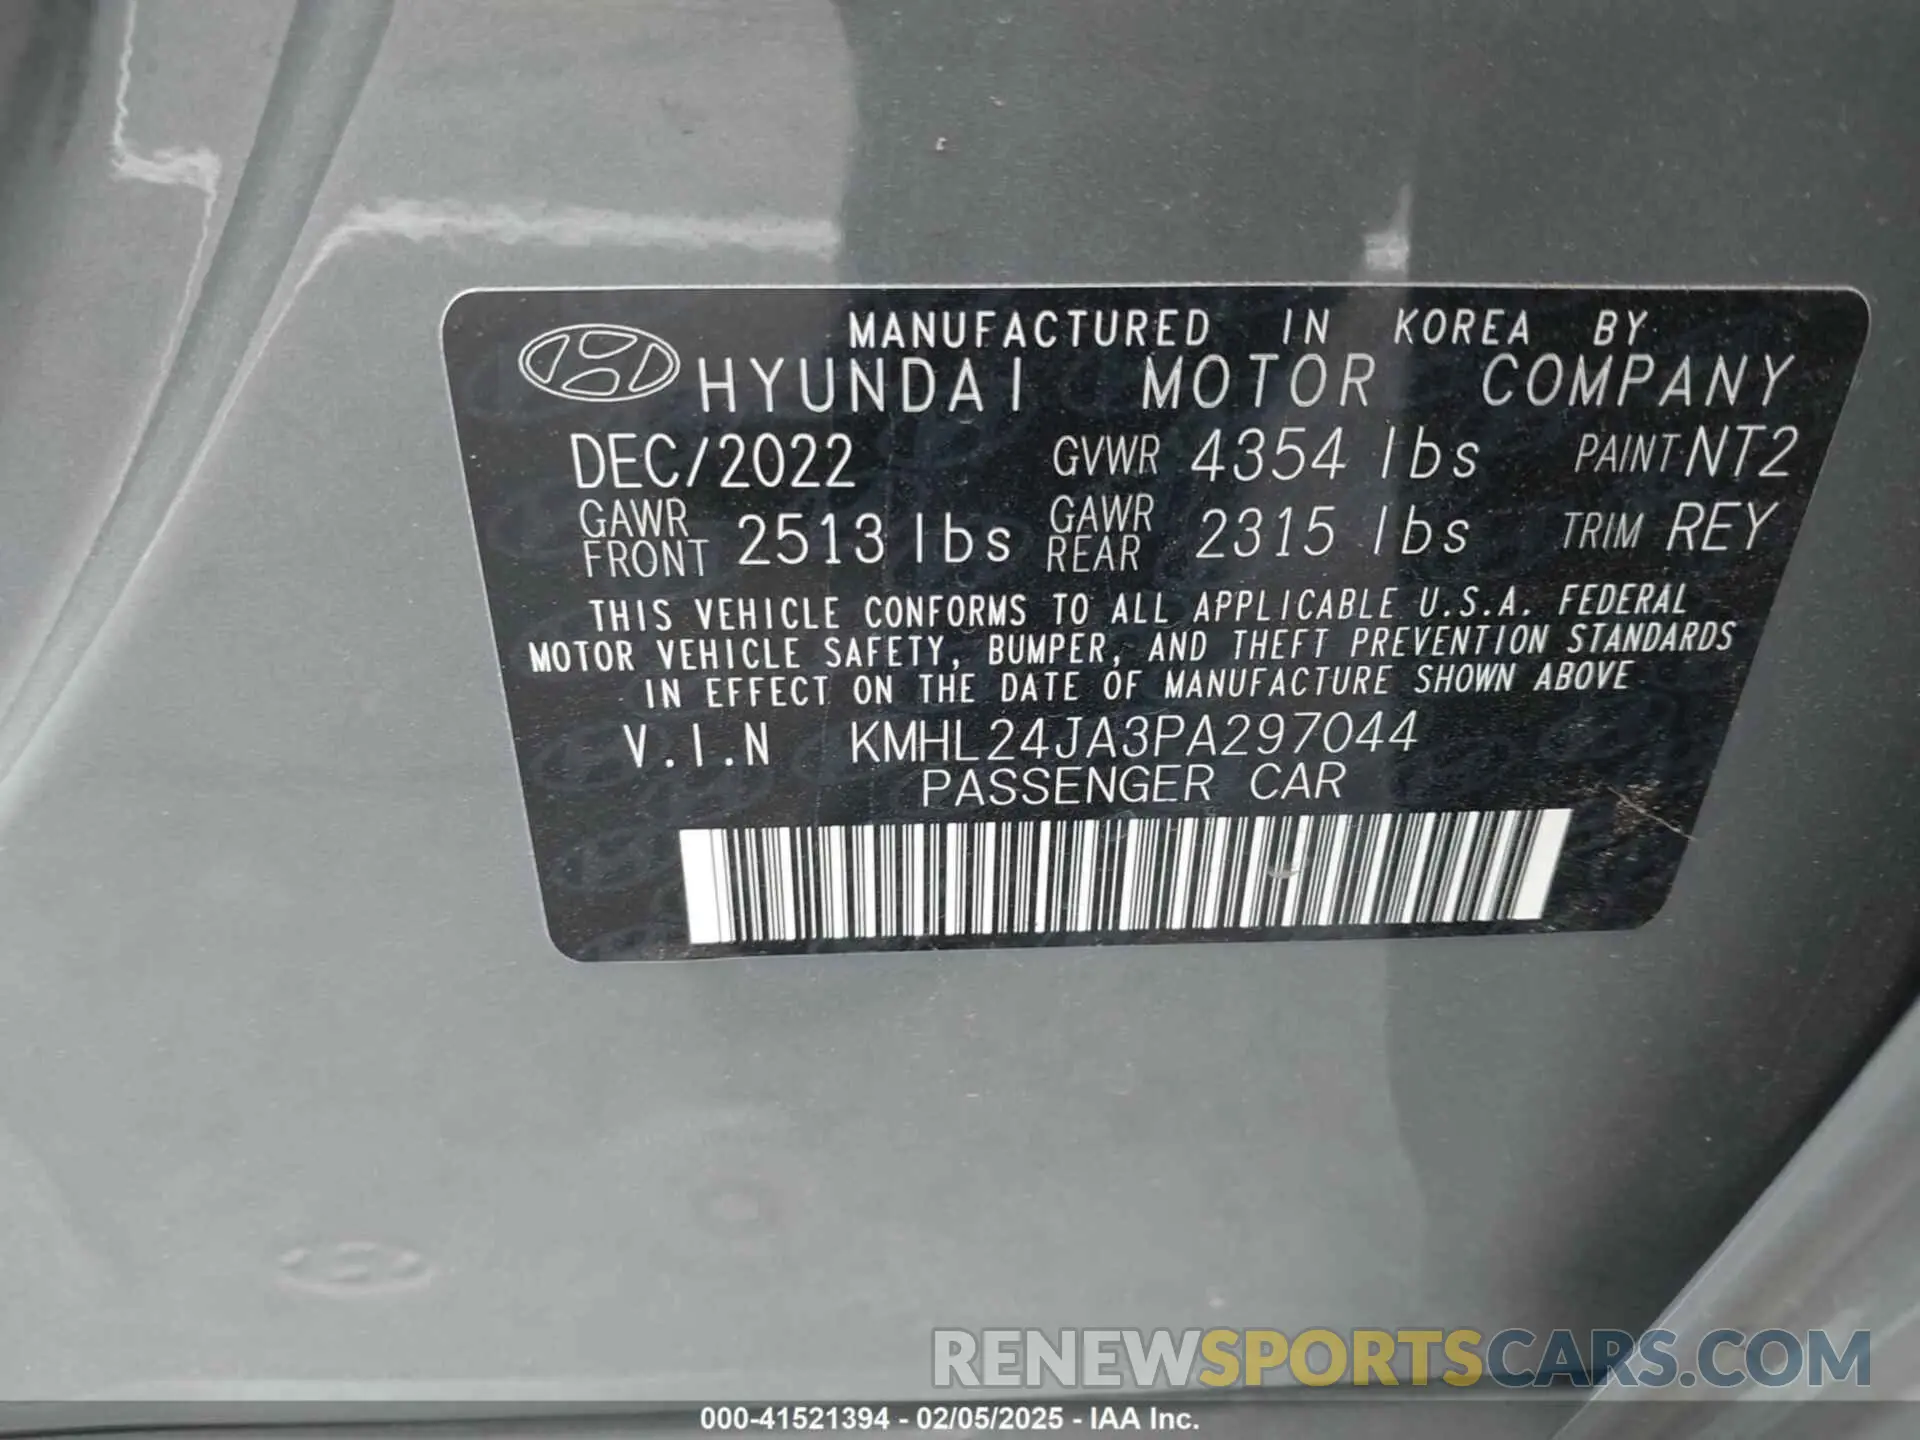 MANUFACTURED IN KOREA BY
HYUNDAI MOTOR COMPANY
DEC/2022 GVWR 4354 lbs PAINT NT2
GAWR FRONT 2513 lbs GAWR REAR 2315 lbs TRIM REY
THIS VEHICLE CONFORMS TO ALL APPLICABLE U.S.A. FEDERAL
MOTOR VEHICLE SAFETY, BUMPER, AND THEFT PREVENTION STANDARDS
IN EFFECT ON THE DATE OF MANUFACTURE SHOWN ABOVE
V.I.N KMHL24JA3PA297044
PASSENGER CAR
RENEWSPORTSCARS.COM
000-41521394 - 02/05/2025 - IAA Inc.